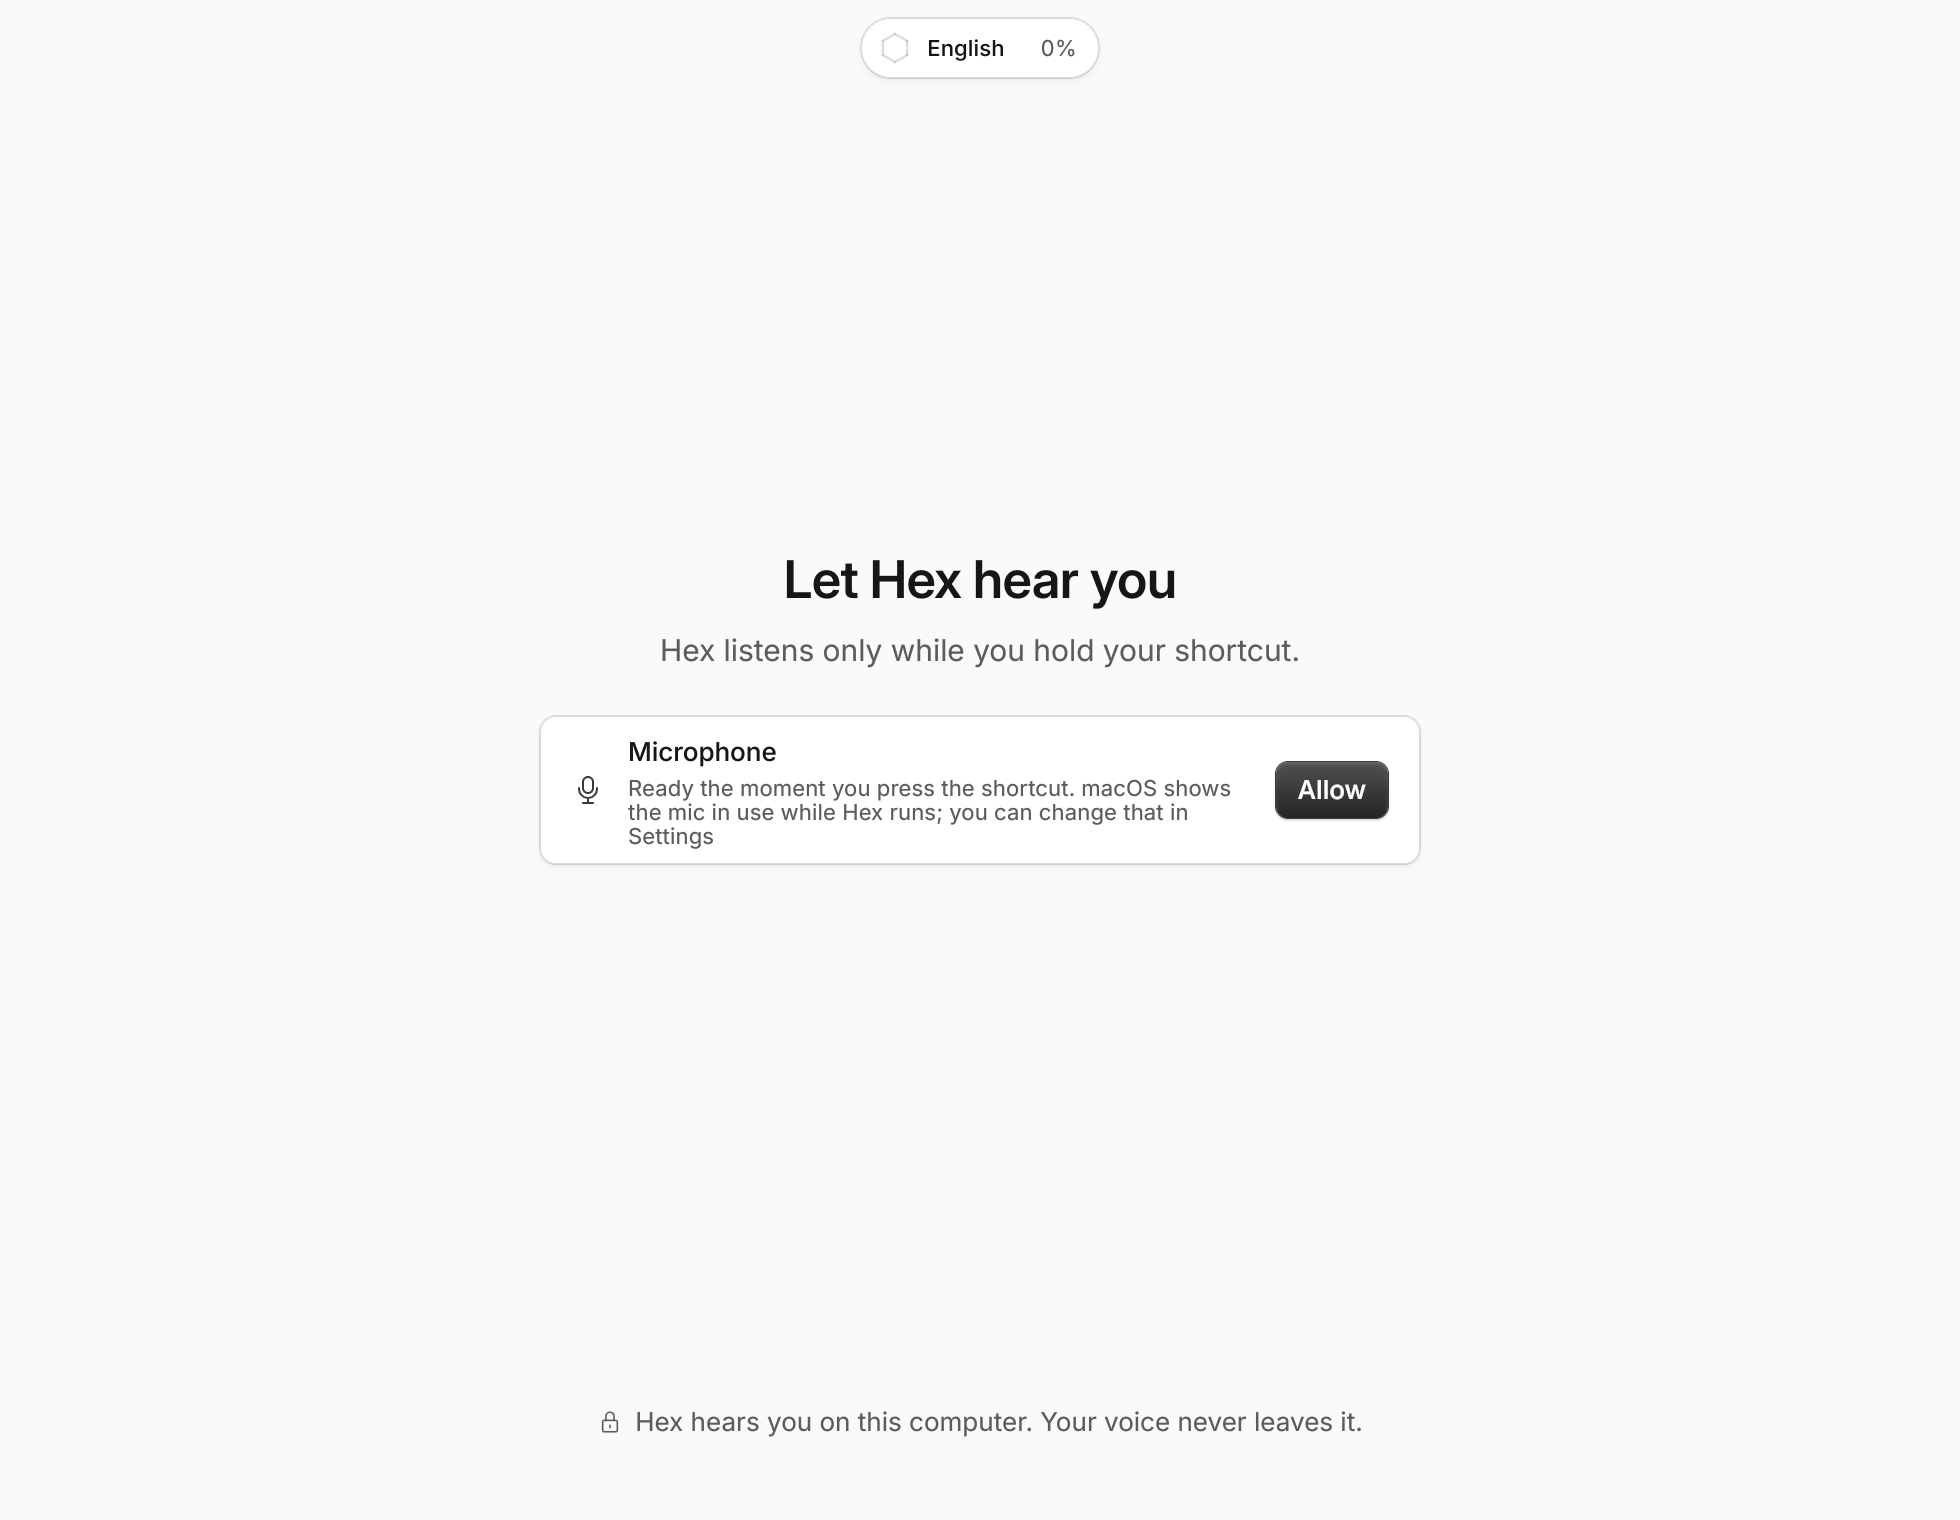 English 0%
Let Hex hear you
Hex listens only while you hold your shortcut.
Microphone
Ready the moment you press the shortcut. macOS shows
the mic in use while Hex runs; you can change that in
Settings
Allow
Hex hears you on this computer. Your voice never leaves it.